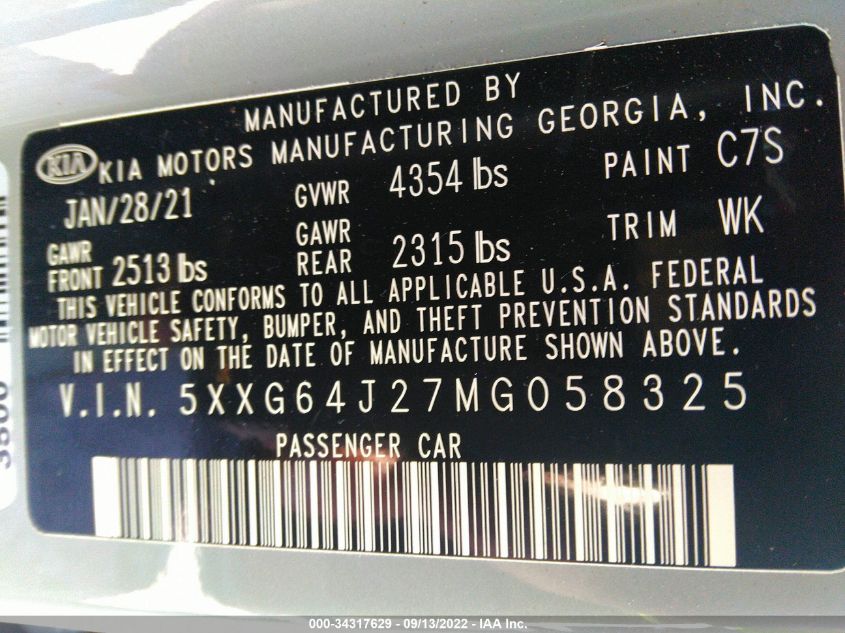 MANUFACTURED BY
KIA KIA MOTORS MANUFACTURING GEORGIA, INC.
JAN/28/21 GVWR 4354 lbs PAINT C7S
GAWR FRONT 2513 lbs GAWR REAR 2315 lbs TRIM WK
THIS VEHICLE CONFORMS TO ALL APPLICABLE U.S.A. FEDERAL
MOTOR VEHICLE SAFETY, BUMPER, AND THEFT PREVENTION STANDARDS
IN EFFECT ON THE DATE OF MANUFACTURE SHOWN ABOVE.
V.I.N. 5XXG64J27MG058325
PASSENGER CAR
000-34317629 - 09/13/2022 - IAA Inc.